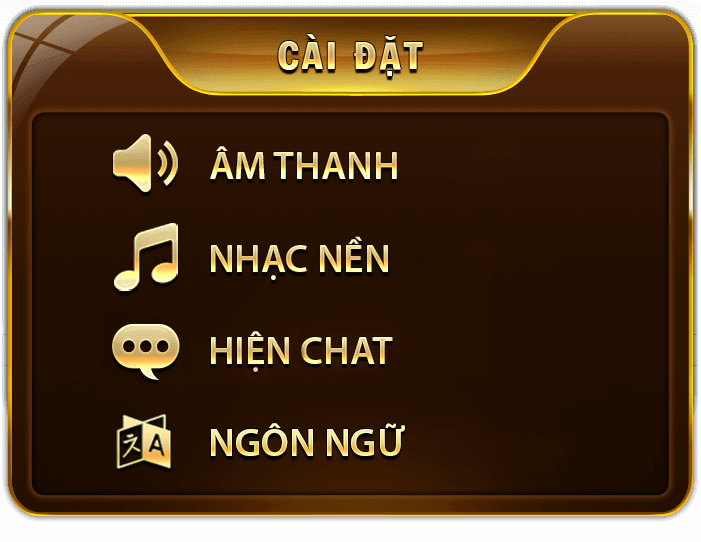 CÀI ĐẶT
ÂM THANH
NHẠC NỀN
HIỆN CHAT
NGÔN NGỮ